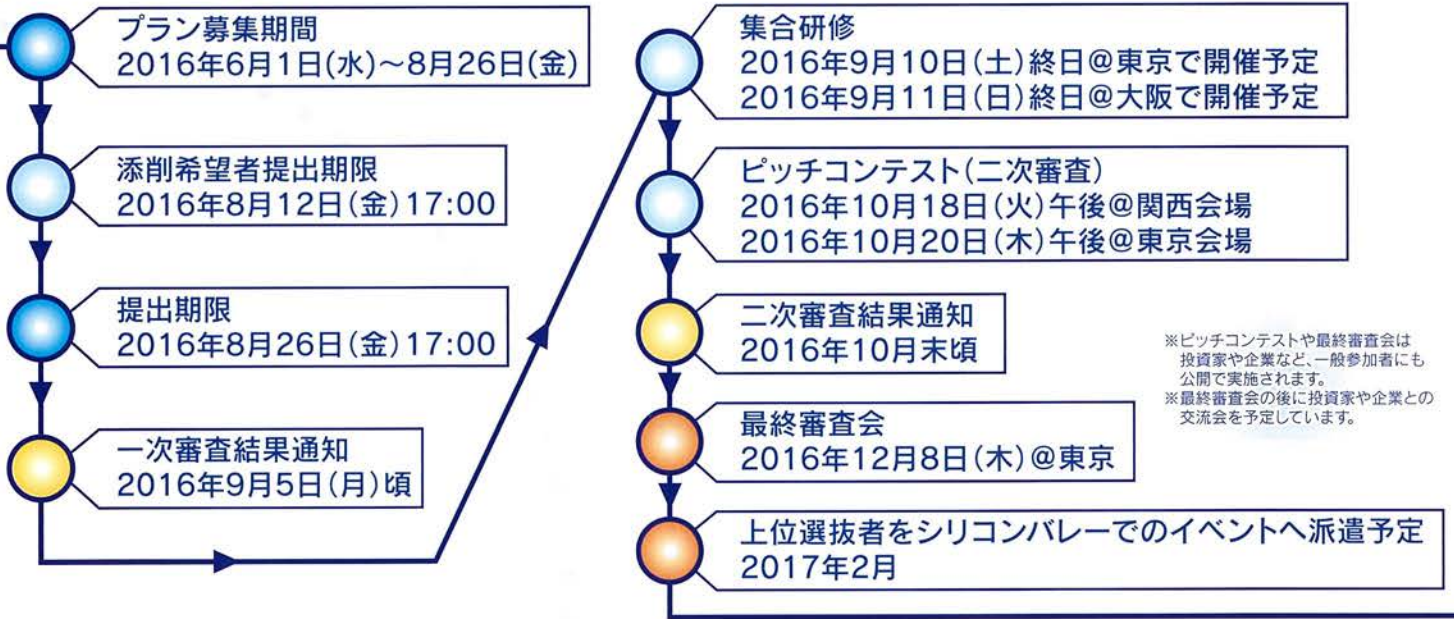 プラン募集期間
2016年6月1日(水)～8月26日(金)
添削希望者提出期限
2016年8月12日(金)17:00
提出期限
2016年8月26日(金)17:00
一次審査結果通知
2016年9月5日(月)頃
集合研修
2016年9月10日(土)終日@東京で開催予定
2016年9月11日(日)終日@大阪で開催予定
ピッチコンテスト(二次審査)
2016年10月18日(火)午後@関西会場
2016年10月20日(木)午後@東京会場
二次審査結果通知
2016年10月末頃
最終審査会
2016年12月8日(木)@東京
上位選抜者をシリコンバレーでのイベントへ派遣予定
2017年2月
※ピッチコンテストや最終審査会は
投資家や企業など、一般参加者にも
公開で実施されます。
※最終審査会の後に投資家や企業との
交流会を予定しています。